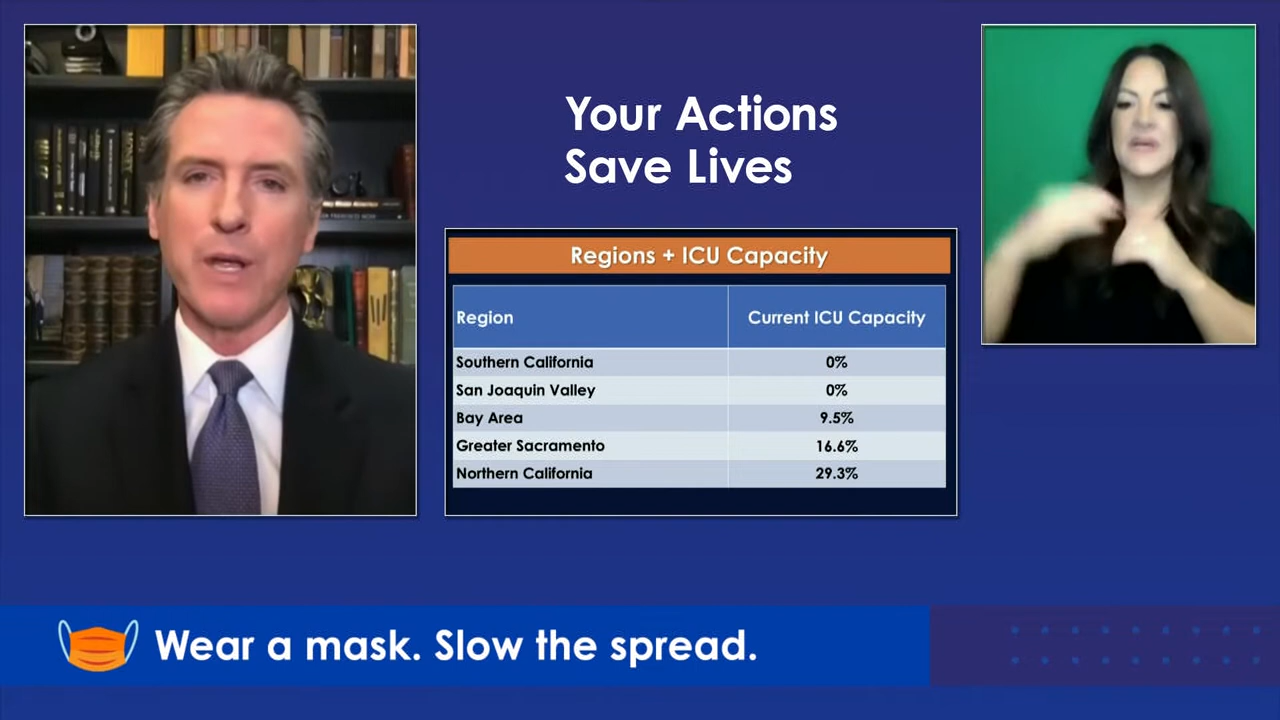 Your Actions
Save Lives
Regions + ICU Capacity
Region Current ICU Capacity
Southern California 0%
San Joaquin Valley 0%
Bay Area 9.5%
Greater Sacramento 16.6%
Northern California 29.3%
Wear a mask. Slow the spread.